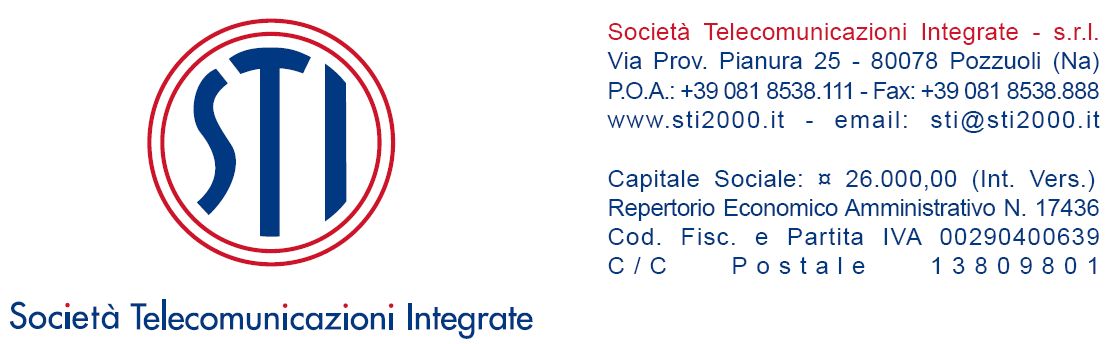 STI
Società Telecomunicazioni Integrate
Società Telecomunicazioni Integrate - s.r.l.
Via Prov. Pianura 25 - 80078 Pozzuoli (Na)
P.O.A.: +39 081 8538.111 - Fax: +39 081 8538.888
www.sti2000.it - email: sti@sti2000.it
Capitale Sociale: ¤ 26.000,00 (Int. Vers.)
Repertorio Economico Amministrativo N. 17436
Cod. Fisc. e Partita IVA 00290400639
C/C Postale 13809801